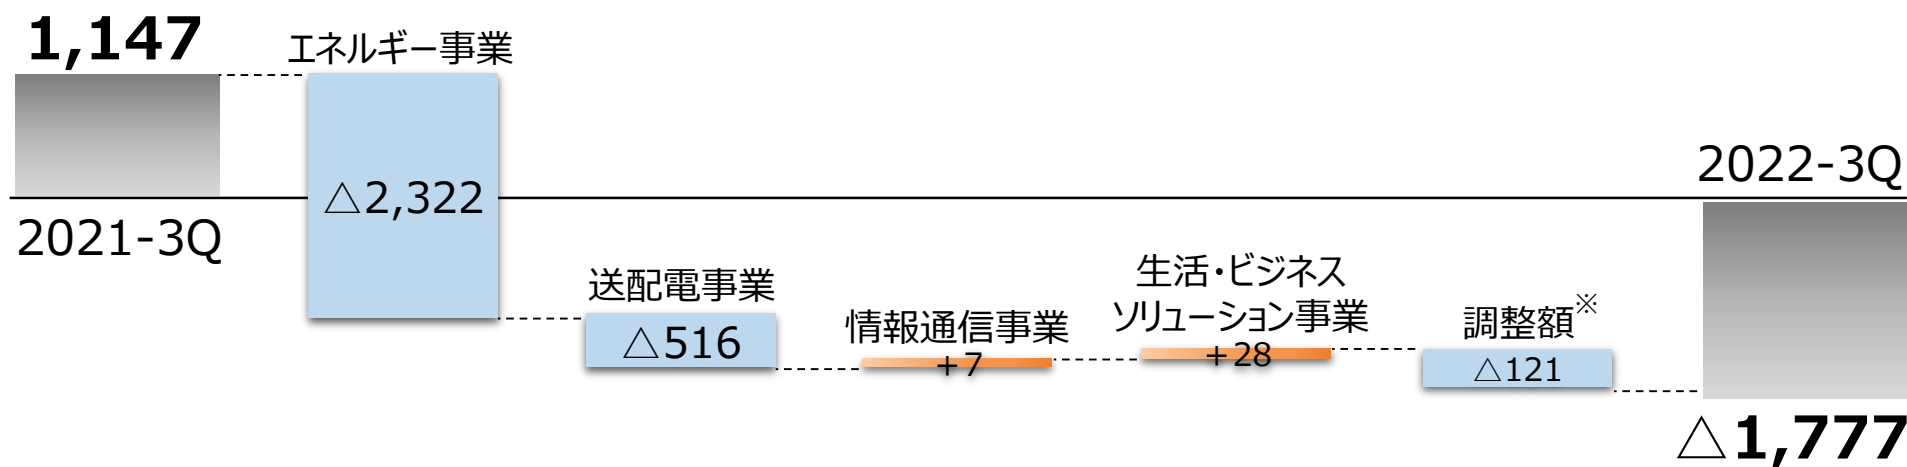 1,147
2021-3Q
エネルギー事業
△2,322
送配電事業
△516
情報通信事業
+7
生活・ビジネス
ソリューション事業
+28
調整額※
△121
2022-3Q
△1,777